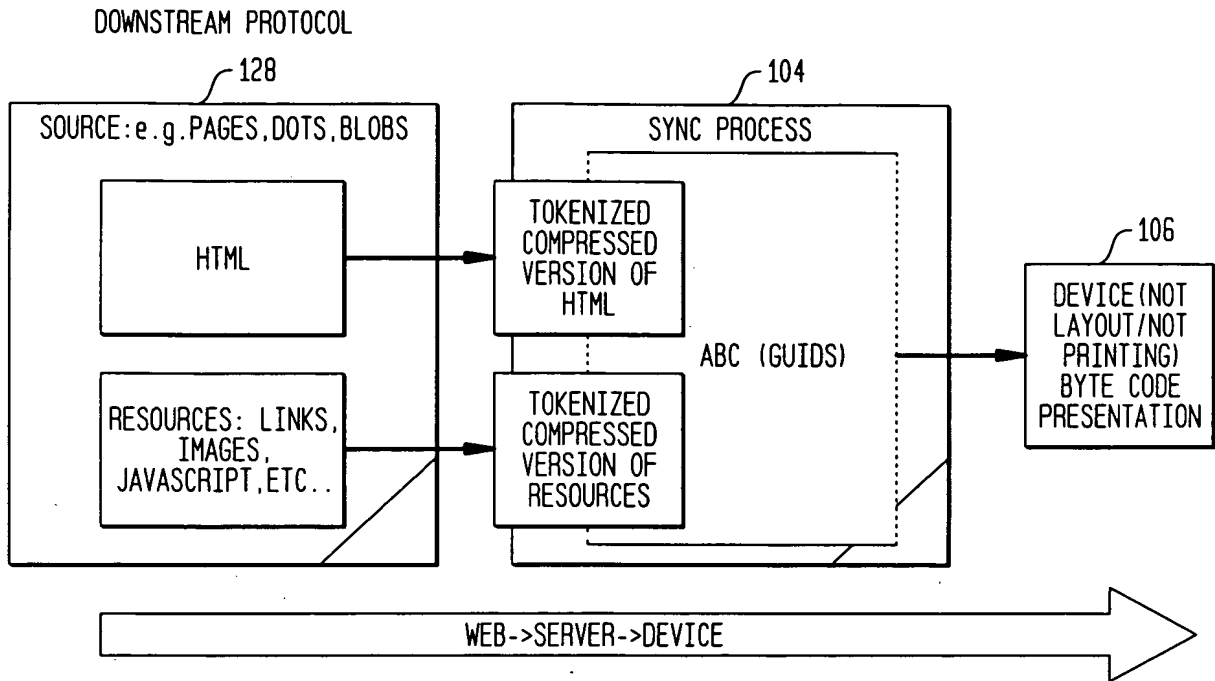 DOWNSTREAM PROTOCOL
128
SOURCE:e.g.PAGES,DOTS,BLOBS
HTML
RESOURCES: LINKS,
IMAGES,
JAVASCRIPT,ETC..
104
SYNC PROCESS
TOKENIZED
COMPRESSED
VERSION OF
HTML
ABC (GUIDS)
TOKENIZED
COMPRESSED
VERSION OF
RESOURCES
106
DEVICE(NOT
LAYOUT/NOT
PRINTING)
BYTE CODE
PRESENTATION
WEB->SERVER->DEVICE